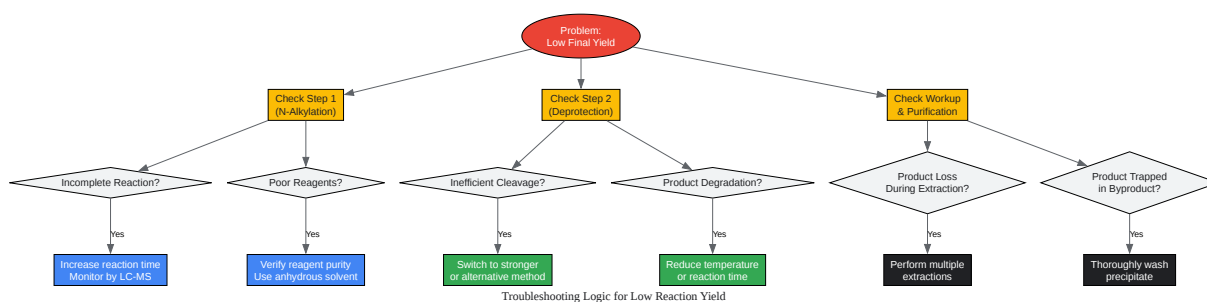 Problem:
Low Final Yield
Check Step 1
(N-Alkylation)
Check Step 2
(Deprotection)
Check Workup
& Purification
Incomplete Reaction?
Poor Reagents?
Inefficient Cleavage?
Product Degradation?
Product Loss
During Extraction?
Product Trapped
in Byproduct?
Yes
Yes
Yes
Yes
Yes
Yes
Increase reaction time
Monitor by LC-MS
Verify reagent purity
Use anhydrous solvent
Switch to stronger
or alternative method
Reduce temperature
or reaction time
Perform multiple
extractions
Thoroughly wash
precipitate
Troubleshooting Logic for Low Reaction Yield